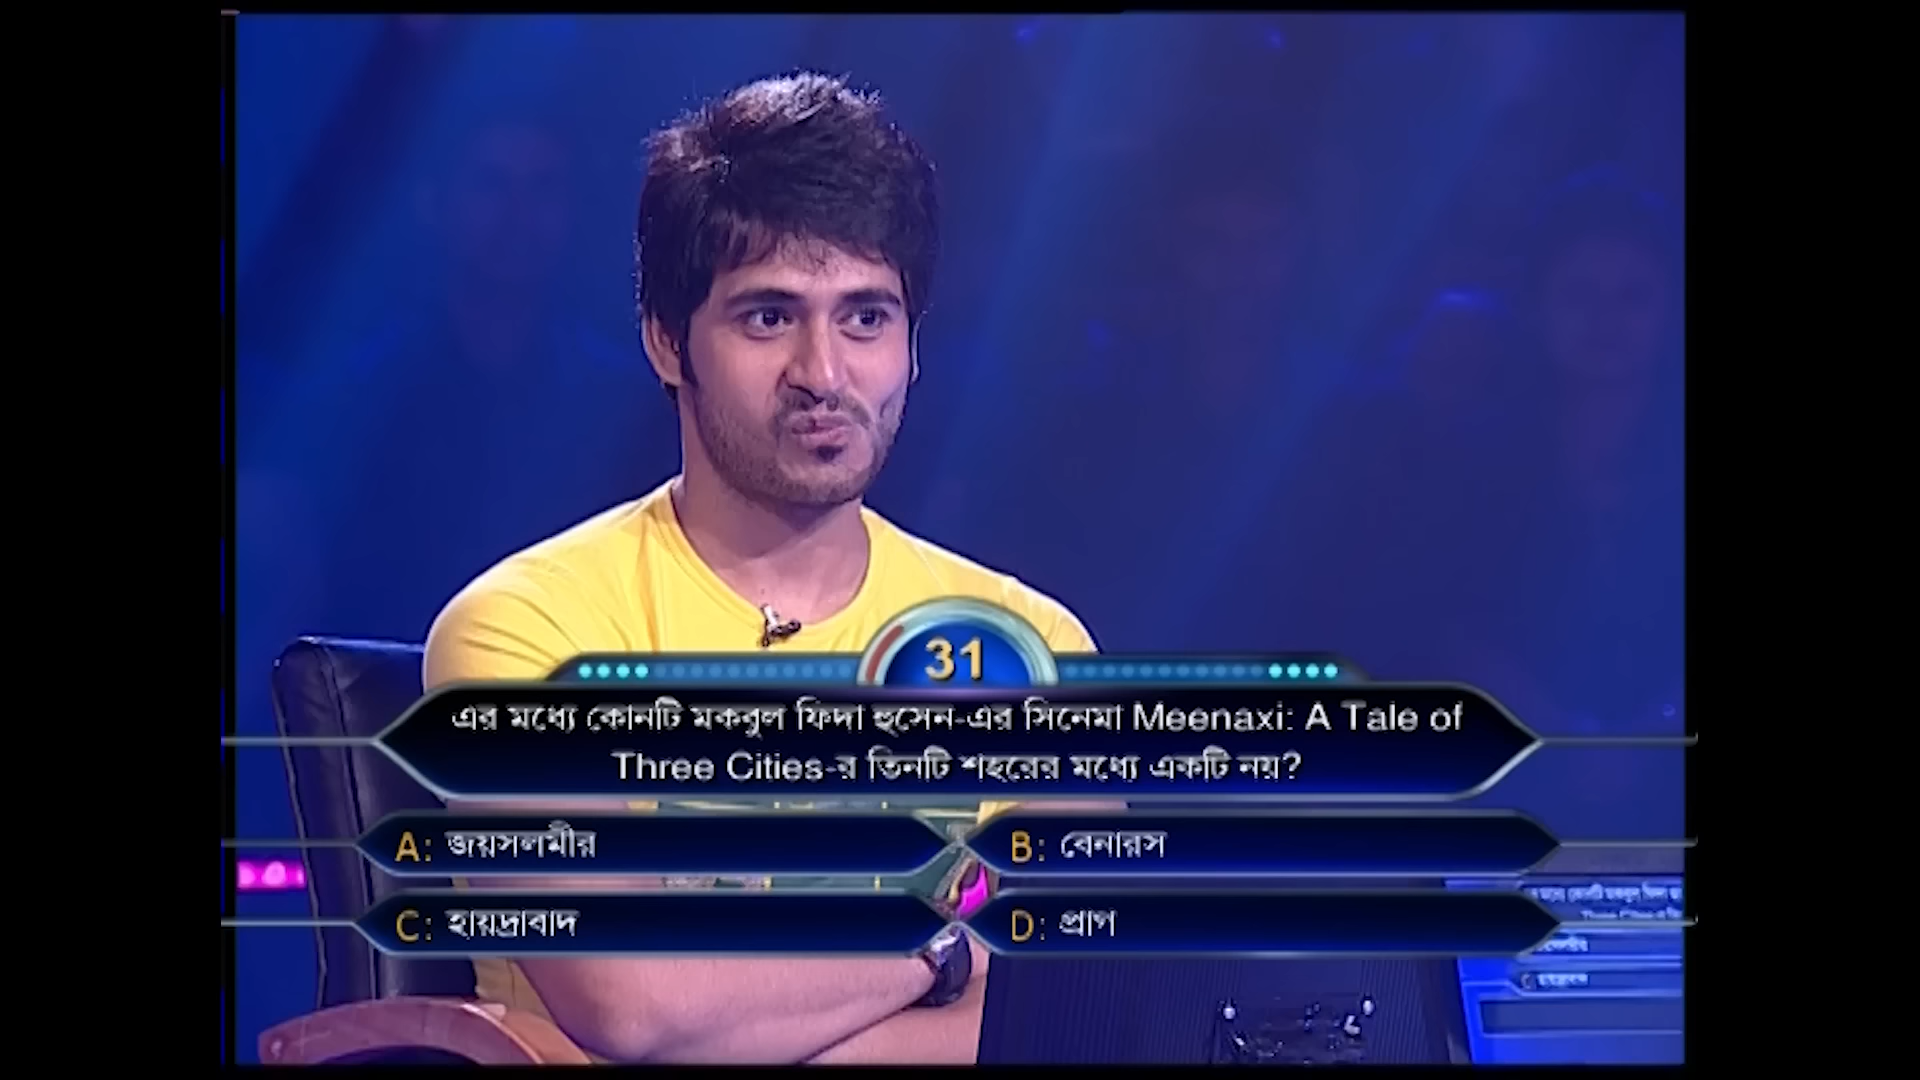 31
এর মধ্যে কোনটি মকবুল ফিদা হুসেন-এর সিনেমা Meenaxi: A Tale of
Three Cities-র তিনটি শহরের মধ্যে একটি নয়?
A: জয়সলমীর
B: বেনারস
C: হায়দ্রাবাদ
D: প্রাগ